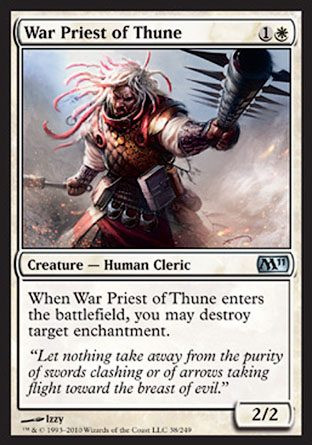 War Priest of Thune 1
Creature — Human Cleric M11
When War Priest of Thune enters
the battlefield, you may destroy
target enchantment.
“Let nothing take away from the purity
of swords clashing or of arrows taking
flight toward the breast of evil.”
Izzy
™ & © 1993–2010 Wizards of the Coast LLC 38/249
2/2